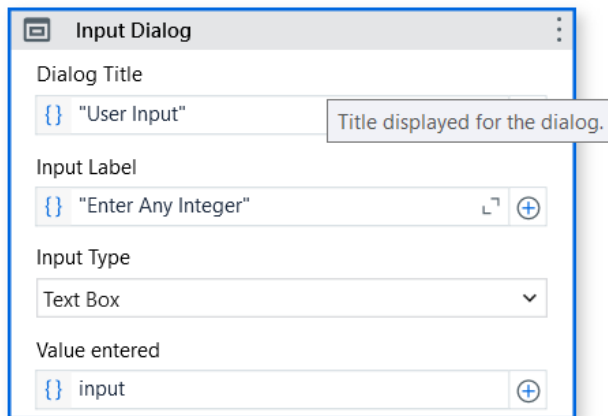 Input Dialog
Dialog Title
{} "User Input"
Title displayed for the dialog.
Input Label
{} "Enter Any Integer"
Input Type
Text Box
Value entered
{} input